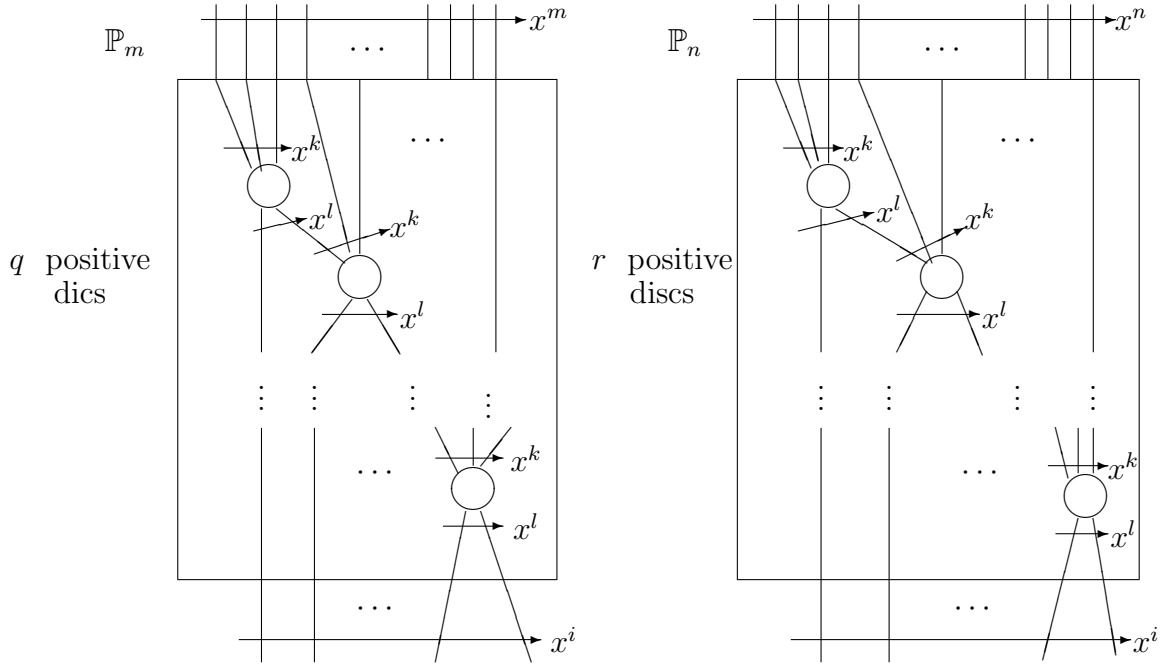 ℙ_m x^m ℙ_n x^n
... ...
... ...
x^k x^k
x^l x^k x^l x^k
q positive r positive
dics discs
x^l x^l
⋮ ⋮ ⋮ ⋮ ⋮ ⋮ ⋮ ⋮
... x^k ... x^k
x^l x^l
... ...
x^i x^i